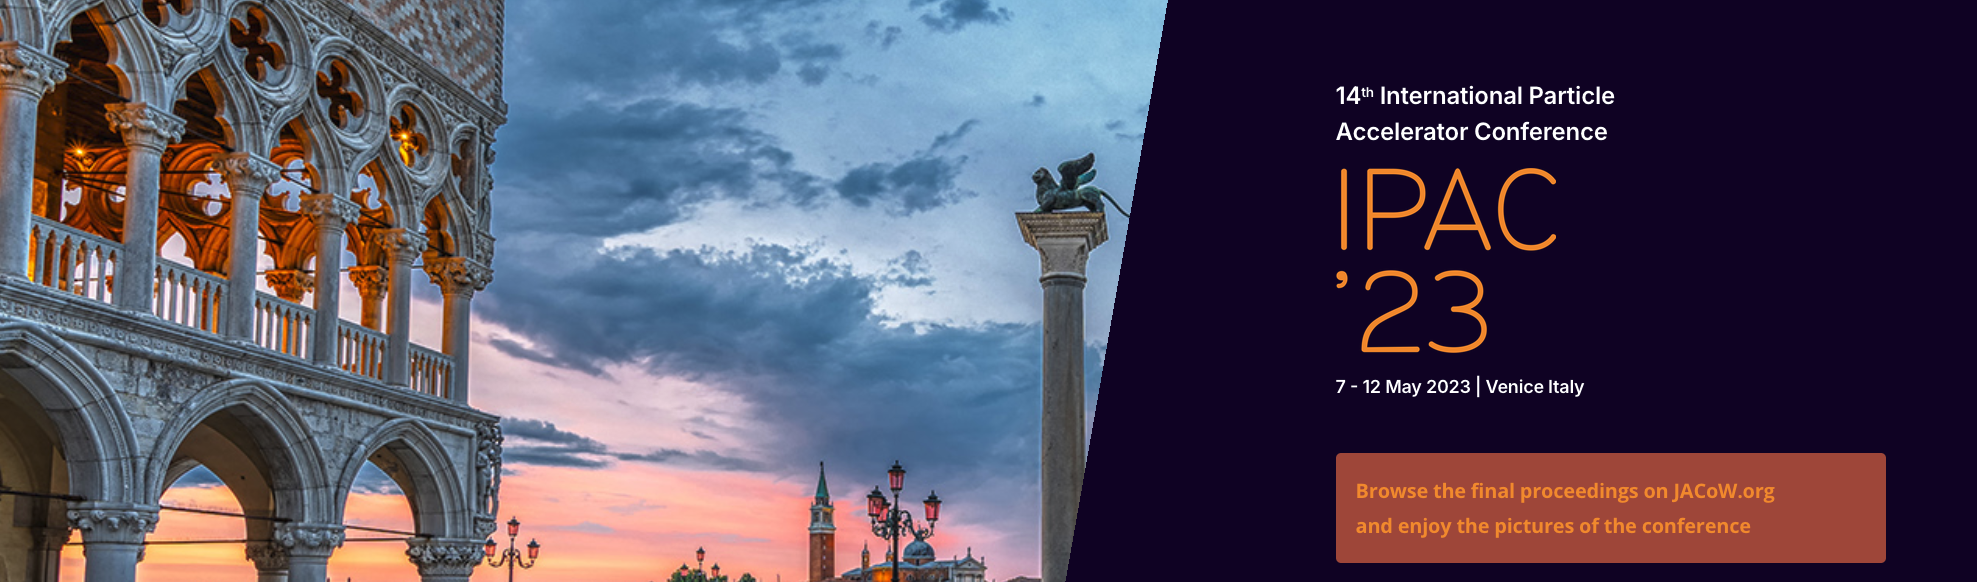 14th International Particle
Accelerator Conference
IPAC
’23
7 - 12 May 2023 | Venice Italy
Browse the final proceedings on JACoW.org
and enjoy the pictures of the conference